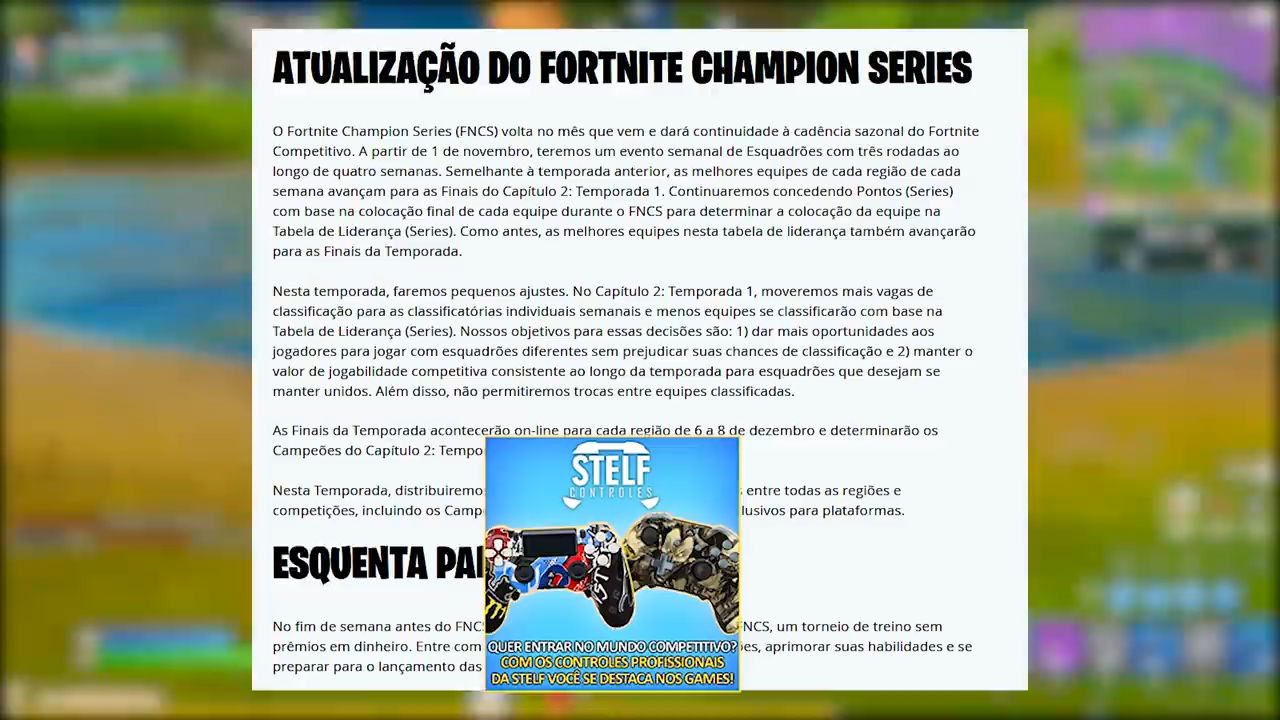 ATUALIZAÇÃO DO FORTNITE CHAMPION SERIES
O Fortnite Champion Series (FNCS) volta no mês que vem e dará continuidade à cadência sazonal do Fortnite
Competitivo. A partir de 1 de novembro, teremos um evento semanal de Esquadrões com três rodadas ao
longo de quatro semanas. Semelhante à temporada anterior, as melhores equipes de cada região de cada
semana avançam para as Finais do Capítulo 2: Temporada 1. Continuaremos concedendo Pontos (Series)
com base na colocação final de cada equipe durante o FNCS para determinar a colocação da equipe na
Tabela de Liderança (Series). Como antes, as melhores equipes nesta tabela de liderança também avançarão
para as Finais da Temporada.
Nesta temporada, faremos pequenos ajustes. No Capítulo 2: Temporada 1, moveremos mais vagas de
classificação para as classificatórias individuais semanais e menos equipes se classificarão com base na
Tabela de Liderança (Series). Nossos objetivos para essas decisões são: 1) dar mais oportunidades aos
jogadores para jogar com esquadrões diferentes sem prejudicar suas chances de classificação e 2) manter o
valor de jogabilidade competitiva consistente ao longo da temporada para esquadrões que desejam se
manter unidos. Além disso, não permitiremos trocas entre equipes classificadas.
As Finais da Temporada acontecerão on-line para cada região de 6 a 8 de dezembro e determinarão os
Campeões do Capítulo 2: Tempo
Nesta Temporada, distribuiremo entre todas as regiões e
competições, incluindo os Camp lusivos para plataformas.
ESQUENTA PA
No fim de semana antes do FNC NCS, um torneio de treino sem
prêmios em dinheiro. Entre com es, aprimorar suas habilidades e se
preparar para o lançamento das
STELF
CONTROLES
QUER ENTRAR NO MUNDO COMPETITIVO?
COM OS CONTROLES PROFISSIONAIS
DA STELF VOCÊ SE DESTACA NOS GAMES!